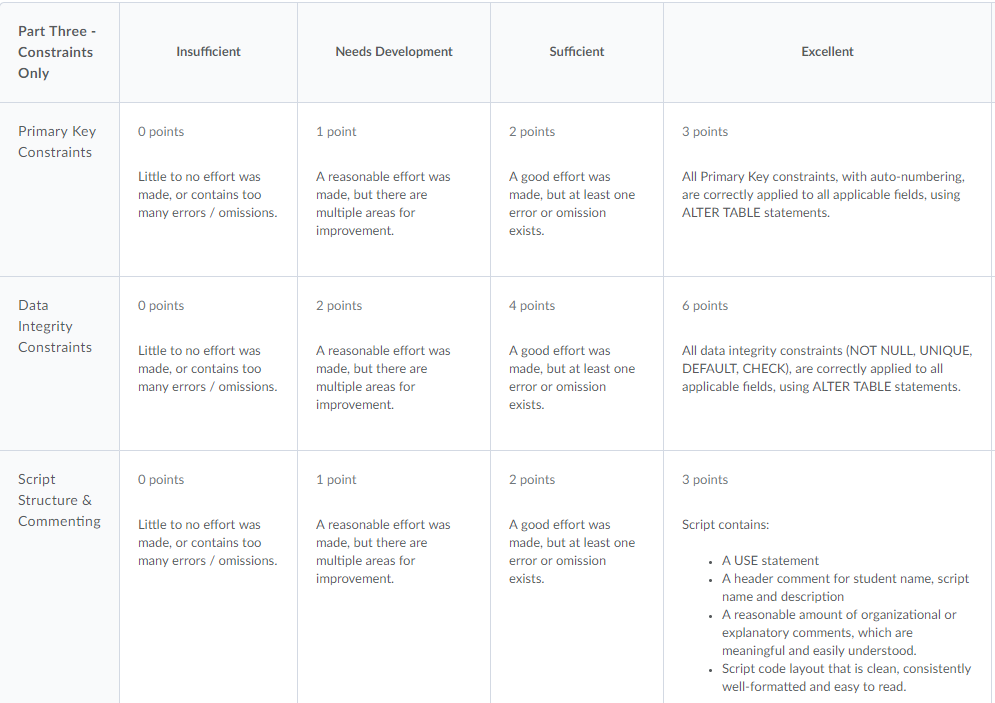 Part Three -
Constraints
Only
Insufficient
Needs Development
Sufficient
Excellent
Primary Key
Constraints
0 points
Little to no effort was
made, or contains too
many errors / omissions.
1 point
A reasonable effort was
made, but there are
multiple areas for
improvement.
2 points
A good effort was
made, but at least one
error or omission
exists.
3 points
All Primary Key constraints, with auto-numbering,
are correctly applied to all applicable fields, using
ALTER TABLE statements.
Data
Integrity
Constraints
0 points
Little to no effort was
made, or contains too
many errors / omissions.
2 points
A reasonable effort was
made, but there are
multiple areas for
improvement.
4 points
A good effort was
made, but at least one
error or omission
exists.
6 points
All data integrity constraints (NOT NULL, UNIQUE,
DEFAULT, CHECK), are correctly applied to all
applicable fields, using ALTER TABLE statements.
Script
Structure &
Commenting
0 points
Little to no effort was
made, or contains too
many errors / omissions.
1 point
A reasonable effort was
made, but there are
multiple areas for
improvement.
2 points
A good effort was
made, but at least one
error or omission
exists.
3 points
Script contains:
• A USE statement
• A header comment for student name, script
name and description
• A reasonable amount of organizational or
explanatory comments, which are
meaningful and easily understood.
• Script code layout that is clean, consistently
well-formatted and easy to read.